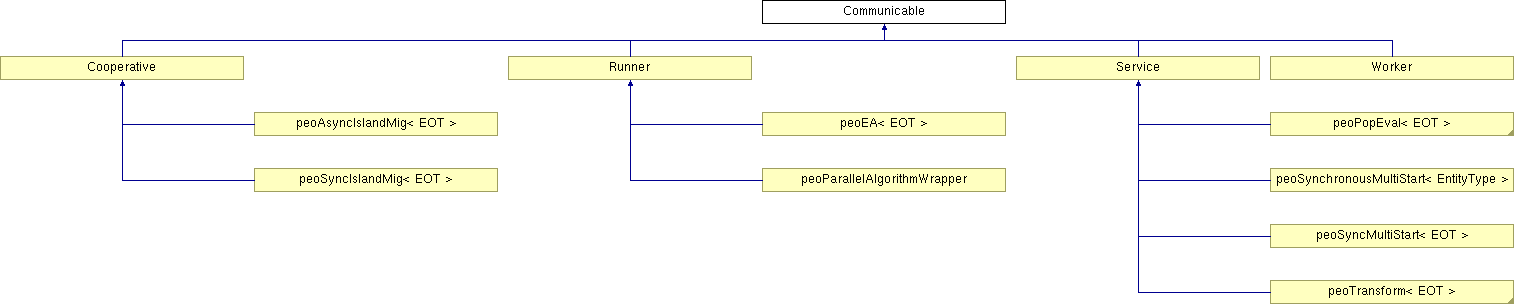 Communicable
Cooperative
Runner
Service
Worker
peoAsyncIslandMig< EOT >
peoEA< EOT >
peoPopEval< EOT >
peoSyncIslandMig< EOT >
peoParallelAlgorithmWrapper
peoSynchronousMultiStart< EntityType >
peoSyncMultiStart< EOT >
peoTransform< EOT >